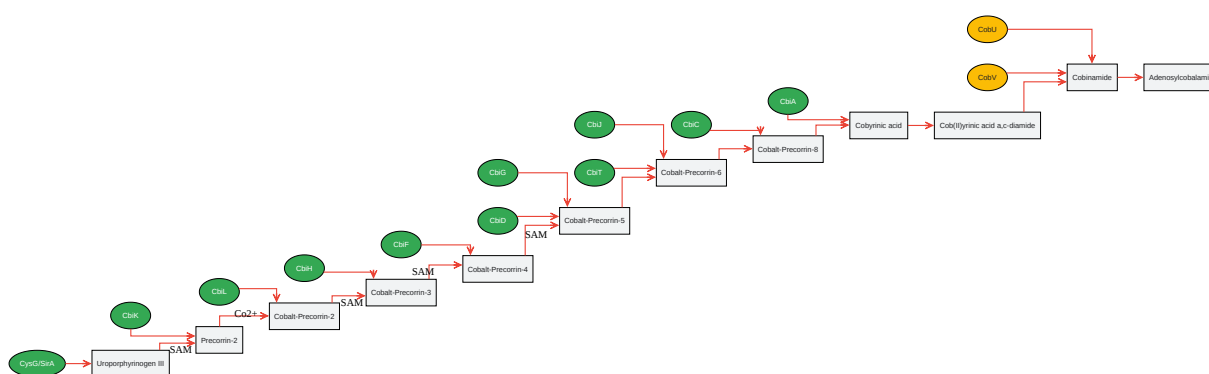 CobU
CobV
Cobinamide
Adenosylcobalami
CbiA
Cobyrinic acid
Cob(II)yrinic acid a,c-diamide
CbiJ
CbiC
Cobalt-Precorrin-8
CbiG
CbiT
Cobalt-Precorrin-6
CbiD
Cobalt-Precorrin-5
SAM
CbiF
CbiH
SAM
Cobalt-Precorrin-4
CbiL
SAM
Cobalt-Precorrin-3
CbiK
Co2+
Cobalt-Precorrin-2
Precorrin-2
SAM
CysG/SirA
Uroporphyrinogen III